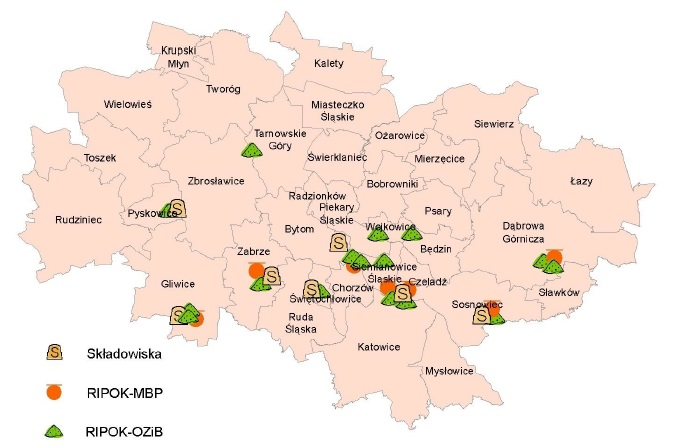 Krupski
Młyn
Kalety
Tworóg
Wielowieś
Miasteczko
Śląskie
Siewierz
Tarnowskie
Góry
Ożarowice
Toszek
Świerklaniec
Mierzęcice
Zbrosławice
Bobrowniki
Łazy
Radzionków
Piekary
Śląskie
Psary
Rudziniec
Pyskowice
Bytom
Wojkowice
Dąbrowa
Górnicza
Zabrze
Będzin
Siemianowice
Śląskie
Gliwice
Chorzów
Czeladź
Świętochłowice
Sławków
Sosnowiec
Ruda
Śląska
Katowice
Mysłowice
S Składowiska
RIPOK-MBP
RIPOK-OZiB